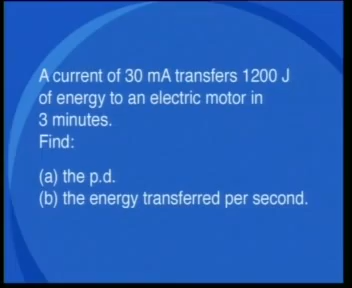 A current of 30 mA transfers 1200 J
of energy to an electric motor in
3 minutes.
Find:
(a) the p.d.
(b) the energy transferred per second.